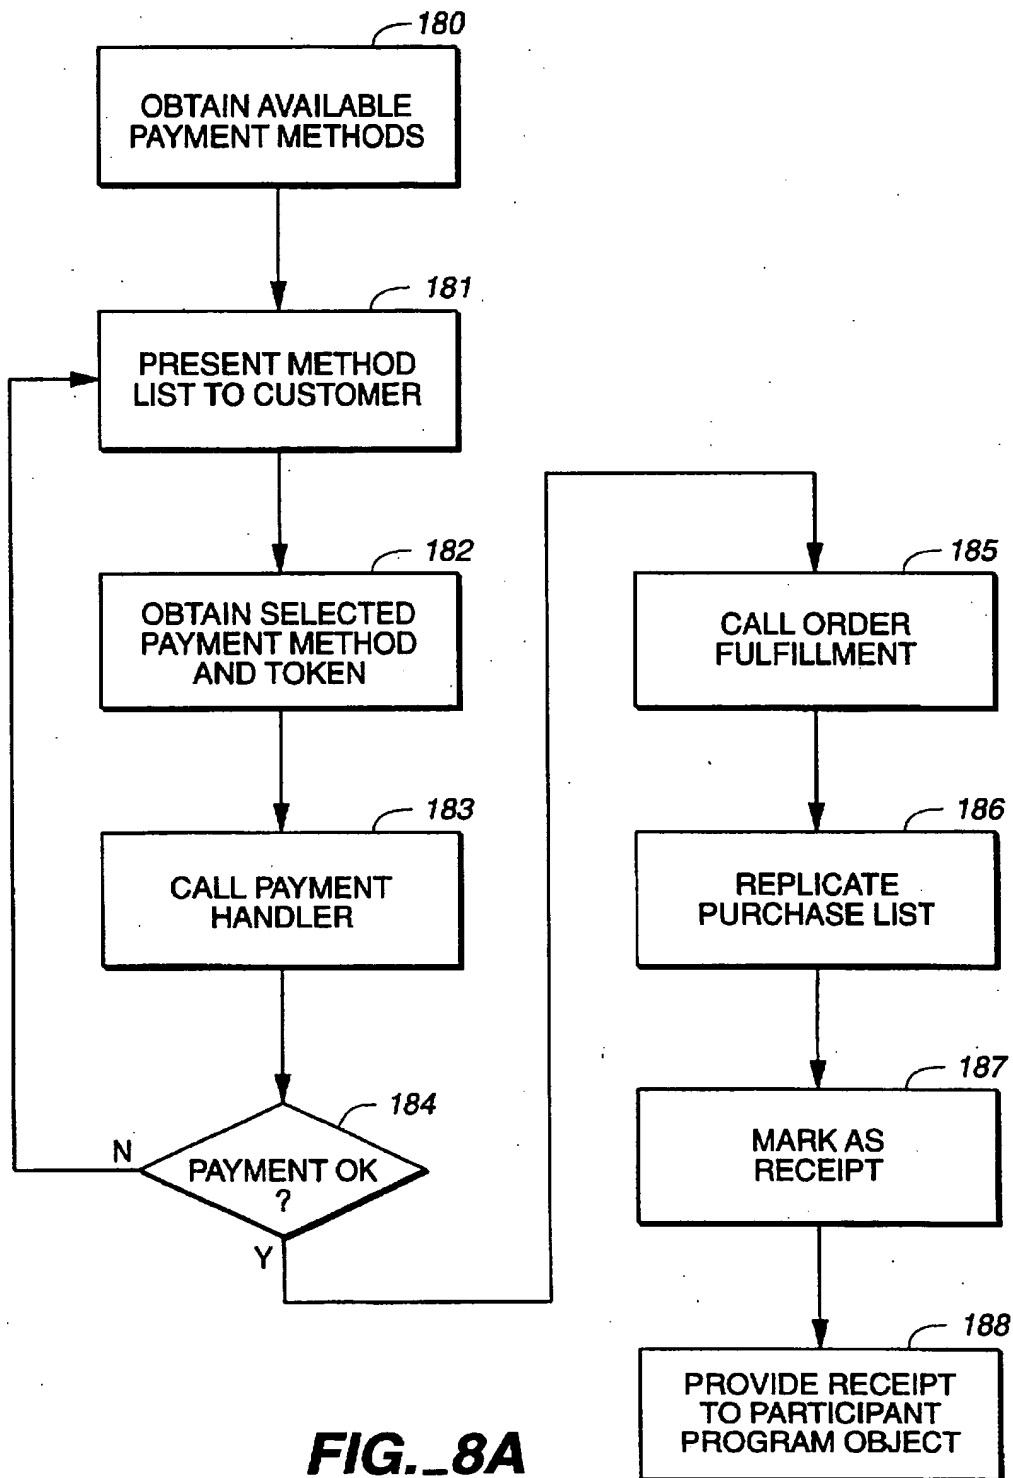 180
OBTAIN AVAILABLE
PAYMENT METHODS
181
PRESENT METHOD
LIST TO CUSTOMER
182
OBTAIN SELECTED
PAYMENT METHOD
AND TOKEN
183
CALL PAYMENT
HANDLER
184
N
PAYMENT OK
?
Y
185
CALL ORDER
FULFILLMENT
186
REPLICATE
PURCHASE LIST
187
MARK AS
RECEIPT
188
PROVIDE RECEIPT
TO PARTICIPANT
PROGRAM OBJECT
FIG._8A